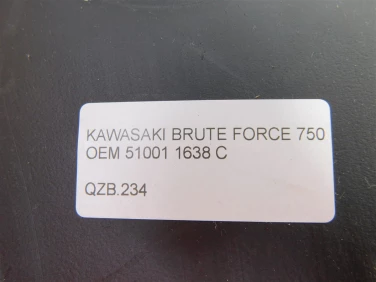 KAWASAKI BRUTE FORCE 750
OEM 51001 1638 C
QZB.234